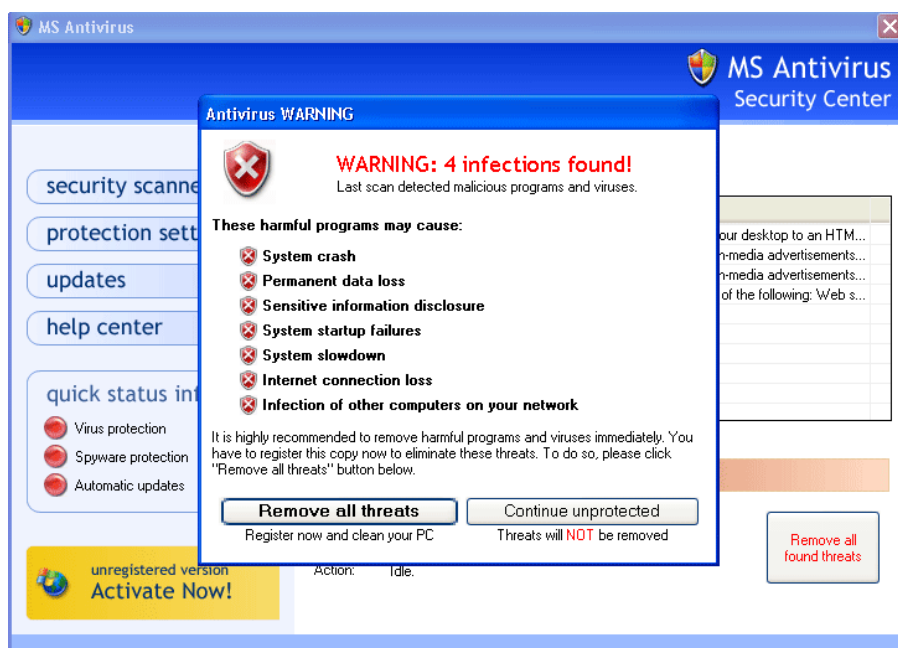 MS Antivirus
MS Antivirus
Security Center
Antivirus WARNING
WARNING: 4 infections found!
Last scan detected malicious programs and viruses.
These harmful programs may cause:
System crash
Permanent data loss
Sensitive information disclosure
System startup failures
System slowdown
Internet connection loss
Infection of other computers on your network
It is highly recommended to remove harmful programs and viruses immediately. You
have to register this copy now to eliminate these threats. To do so, please click
"Remove all threats" button below.
Remove all threats
Continue unprotected
Register now and clean your PC
Threats will NOT be removed
security scanne
protection sett
updates
help center
quick status inf
Virus protection
Spyware protection
Automatic updates
unregistered version
Activate Now!
our desktop to an HTM...
n-media advertisements...
n-media advertisements...
of the following: Web s...
Action: Idle.
Remove all
found threats